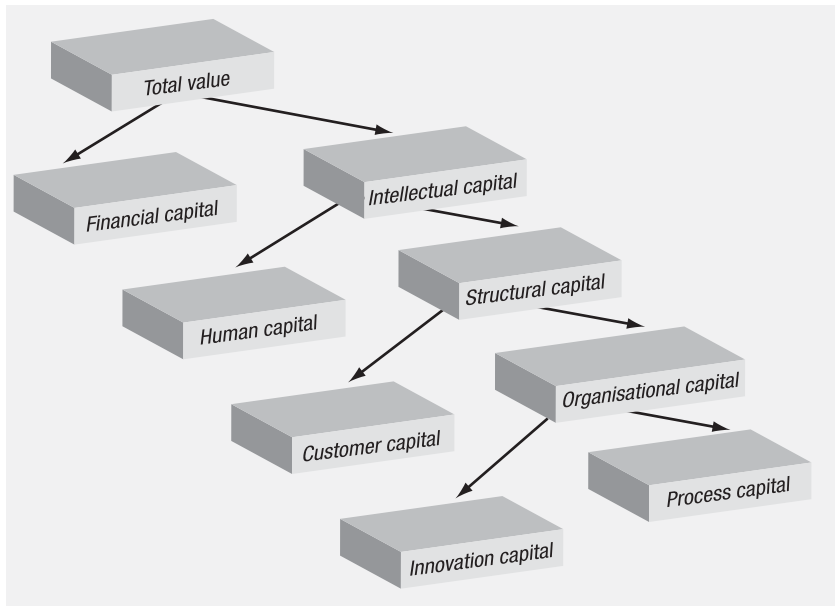 Total value
Financial capital
Intellectual capital
Human capital
Structural capital
Customer capital
Organisational capital
Innovation capital
Process capital